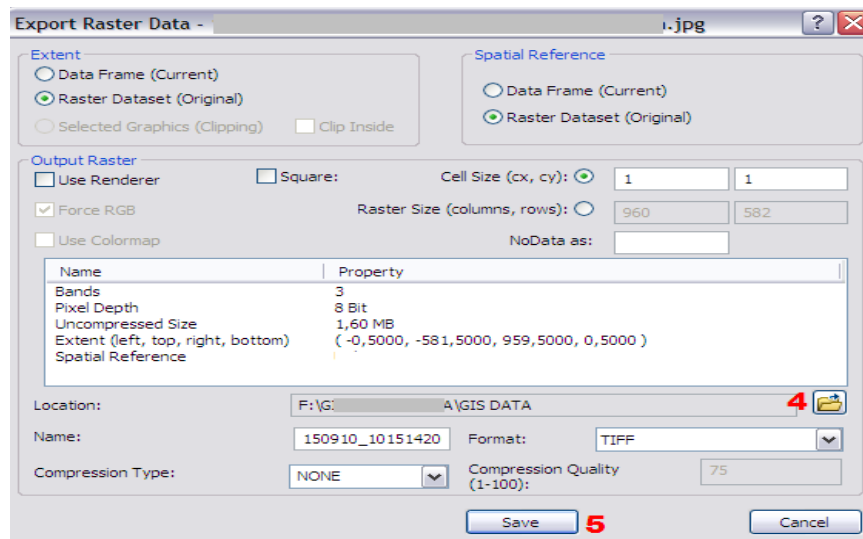 Export Raster Data - .jpg
Extent
Data Frame (Current)
Raster Dataset (Original)
Selected Graphics (Clipping) Clip Inside
Spatial Reference
Data Frame (Current)
Raster Dataset (Original)
Output Raster
Use Renderer Square: Cell Size (cx, cy): 1 1
Force RGB Raster Size (columns, rows): 960 582
Use Colormap NoData as:
Name Property
Bands 3
Pixel Depth 8 Bit
Uncompressed Size 1,60 MB
Extent (left, top, right, bottom) ( -0,5000, -581,5000, 959,5000, 0,5000 )
Spatial Reference
Location: F:\G A\GIS DATA 4
Name: 150910_10151420 Format: TIFF
Compression Type: NONE Compression Quality (1-100): 75
Save 5 Cancel